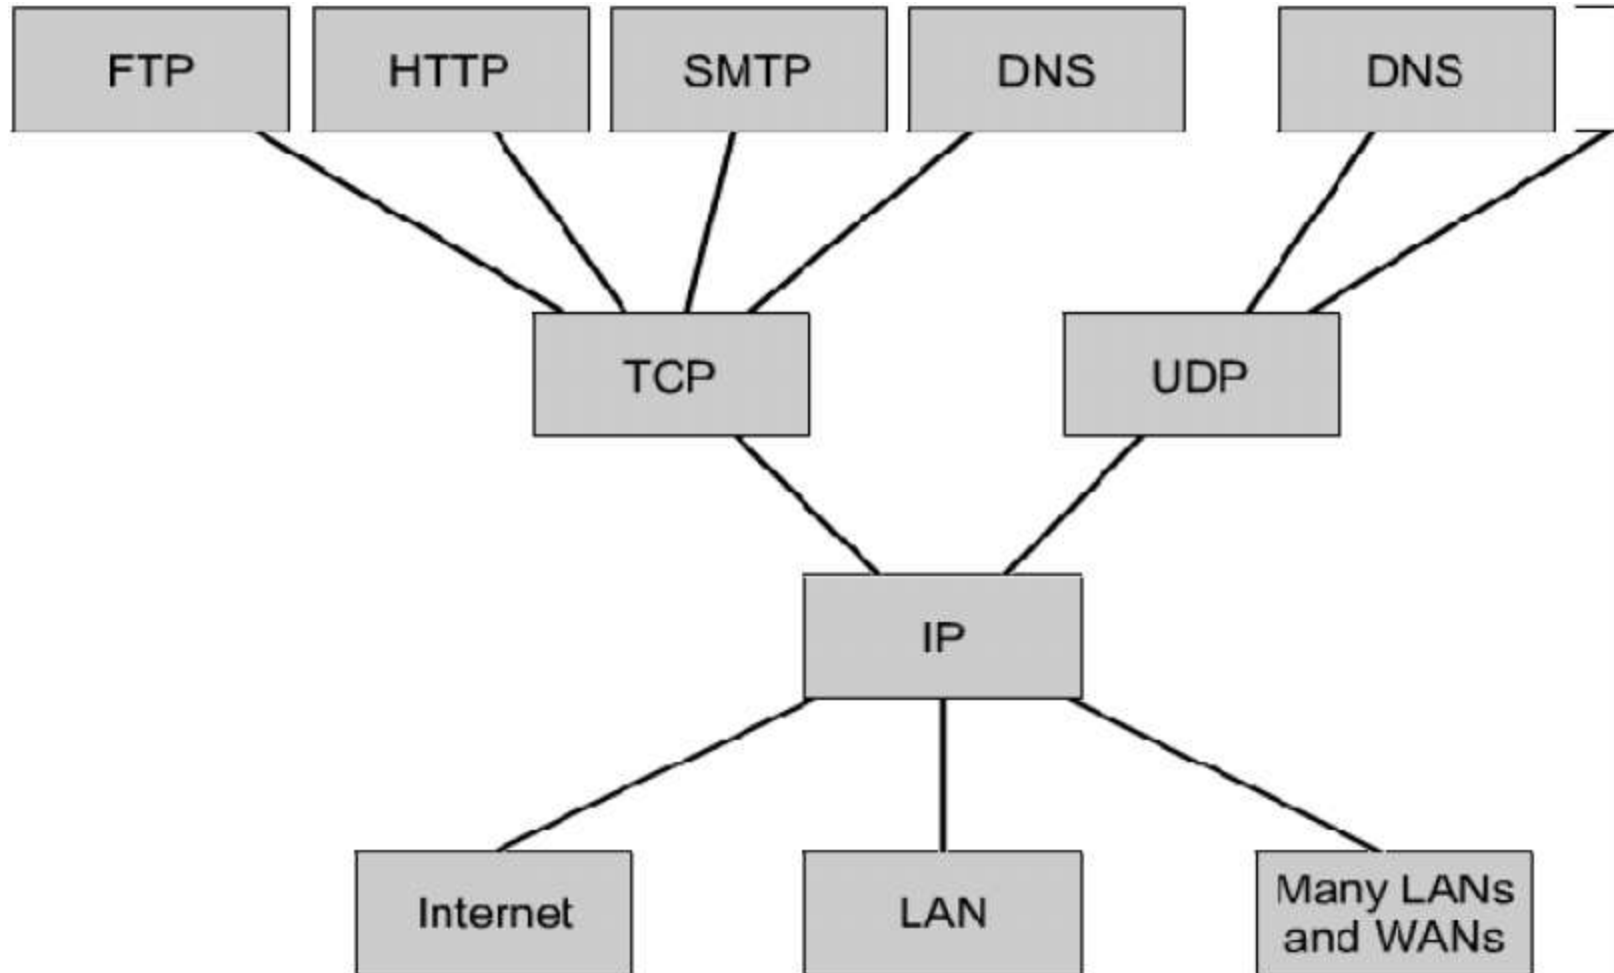 FTP
HTTP
SMTP
DNS
DNS
TCP
UDP
IP
Internet
LAN
Many LANs
and WANs